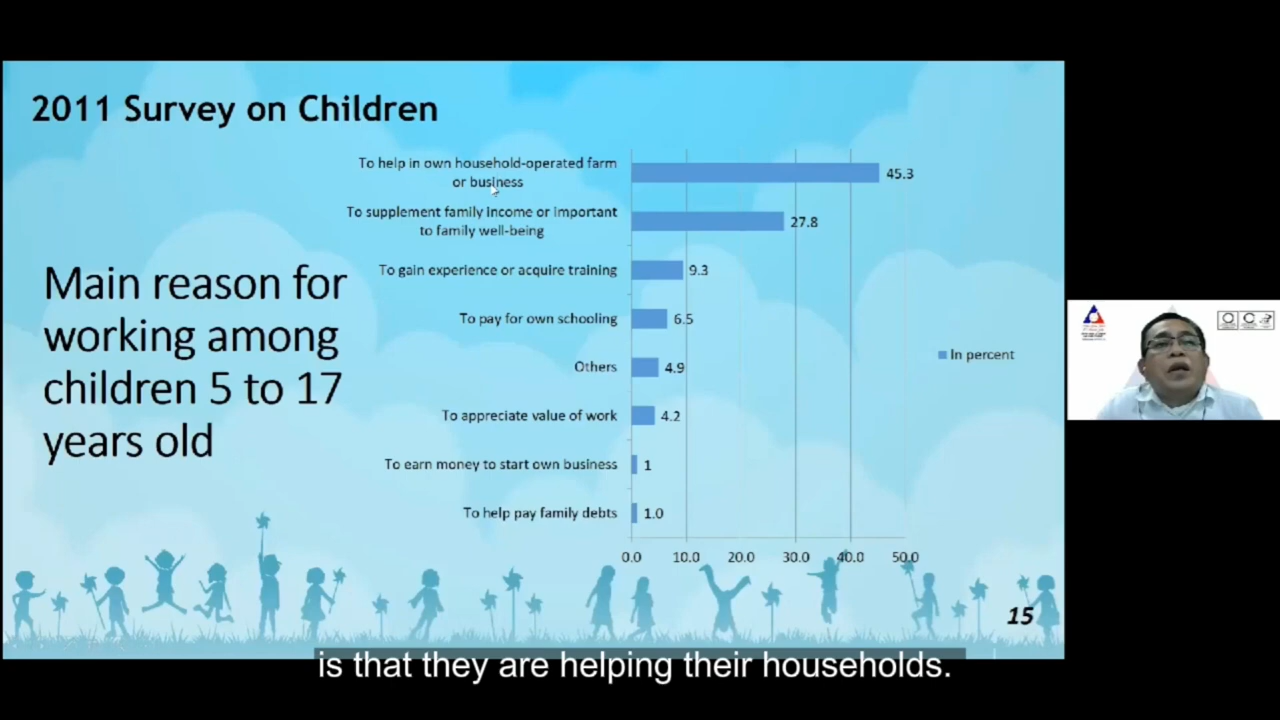 2011 Survey on Children
Main reason for
working among
children 5 to 17
years old
To help in own household-operated farm
or business
45.3
To supplement family income or important
to family well-being
27.8
To gain experience or acquire training
9.3
To pay for own schooling
6.5
Others
4.9
To appreciate value of work
4.2
To earn money to start own business
1
To help pay family debts
1.0
0.0 10.0 20.0 30.0 40.0 50.0
In percent
15
is that they are helping their households.